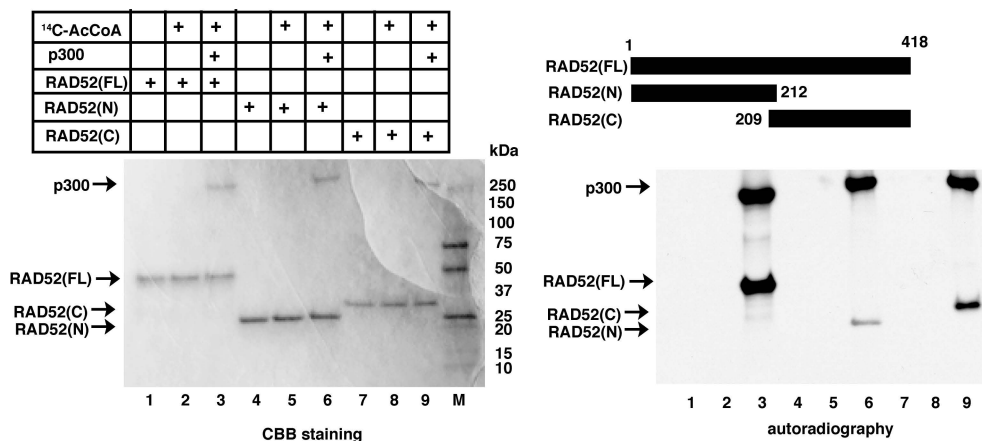 ¹⁴C-AcCoA + + + + + +
p300 + + +
RAD52(FL) + + +
RAD52(N) + + +
RAD52(C) + + +
kDa
p300
RAD52(FL)
RAD52(C)
RAD52(N)
250
150
100
75
50
37
25
20
15
10
1 2 3 4 5 6 7 8 9 M
CBB staining
1 418
RAD52(FL)
RAD52(N) 212
RAD52(C) 209
p300
RAD52(FL)
RAD52(C)
RAD52(N)
1 2 3 4 5 6 7 8 9
autoradiography